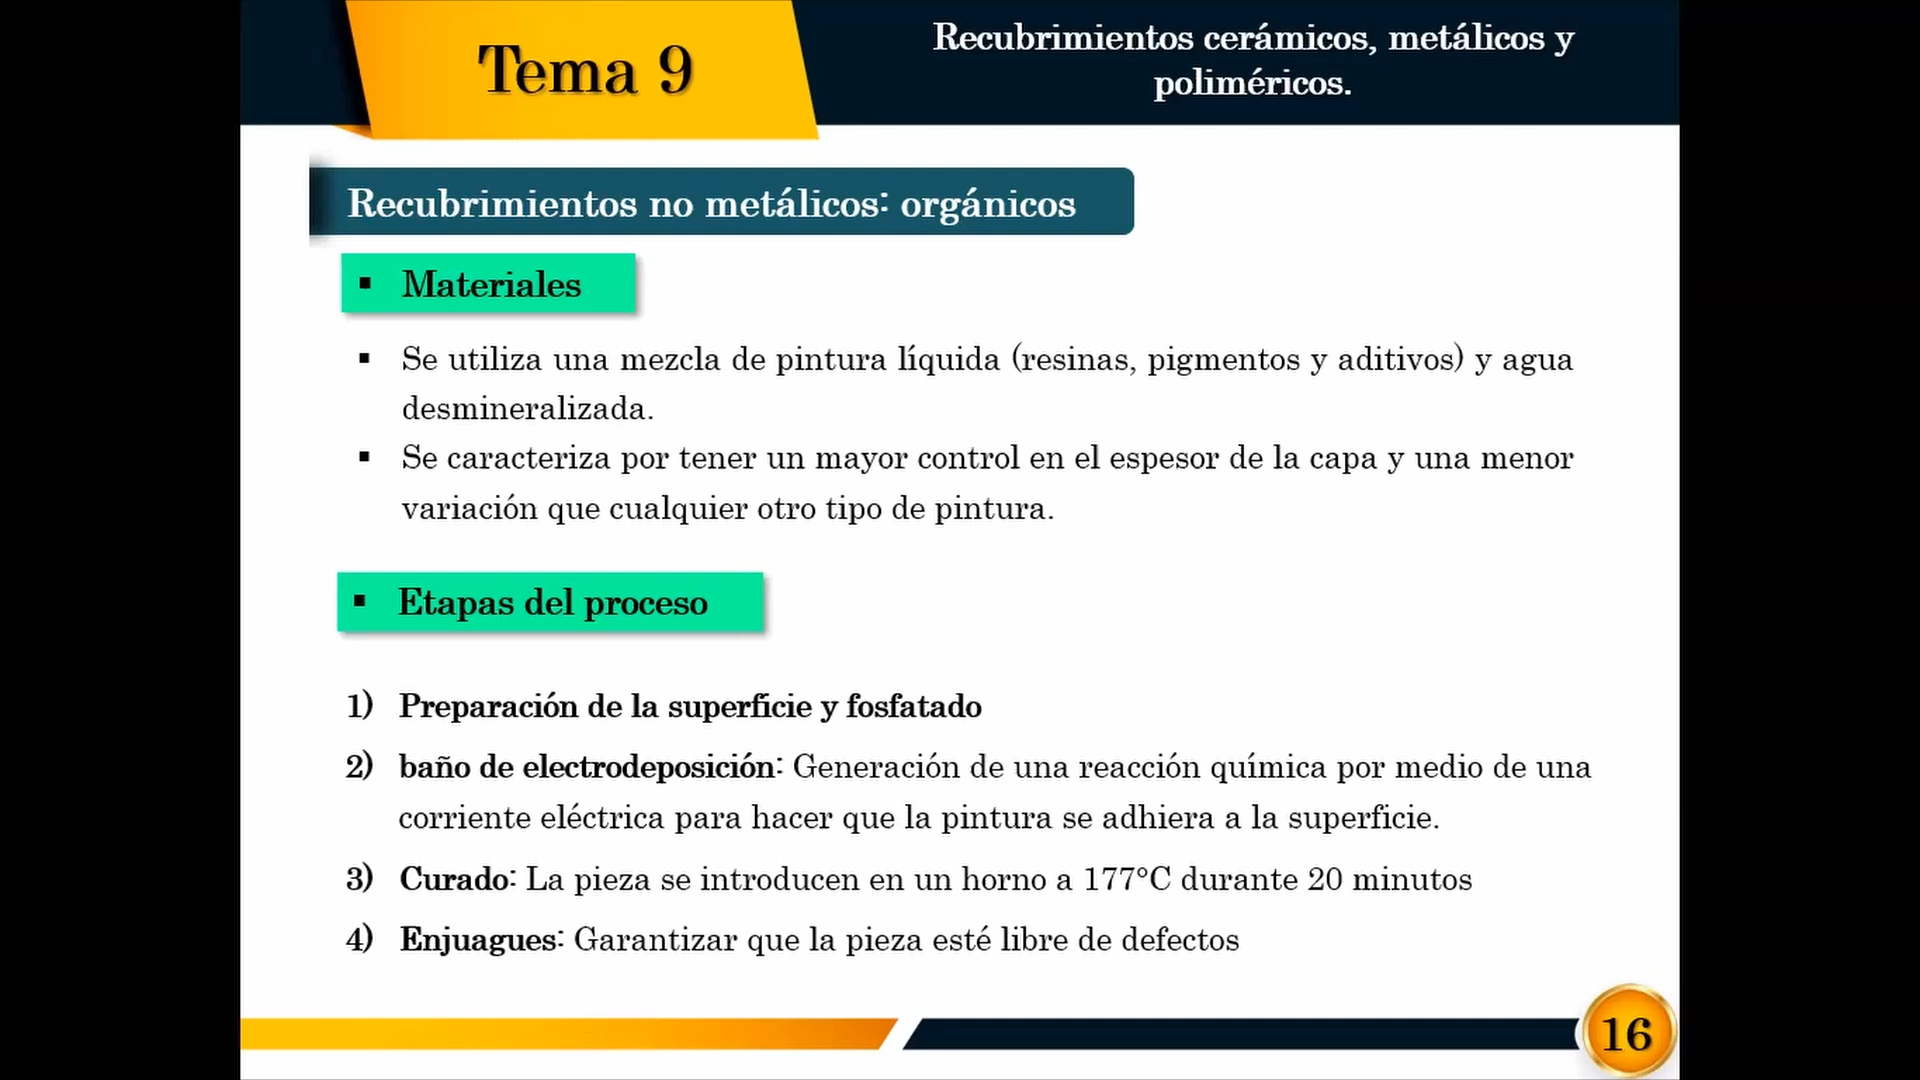 Tema 9
Recubrimientos cerámicos, metálicos y
poliméricos.
Recubrimientos no metálicos: orgánicos
▪ Materiales
▪ Se utiliza una mezcla de pintura líquida (resinas, pigmentos y aditivos) y agua
desmineralizada.
▪ Se caracteriza por tener un mayor control en el espesor de la capa y una menor
variación que cualquier otro tipo de pintura.
▪ Etapas del proceso
1) Preparación de la superficie y fosfatado
2) baño de electrodeposición: Generación de una reacción química por medio de una
corriente eléctrica para hacer que la pintura se adhiera a la superficie.
3) Curado: La pieza se introducen en un horno a 177°C durante 20 minutos
4) Enjuagues: Garantizar que la pieza esté libre de defectos
16